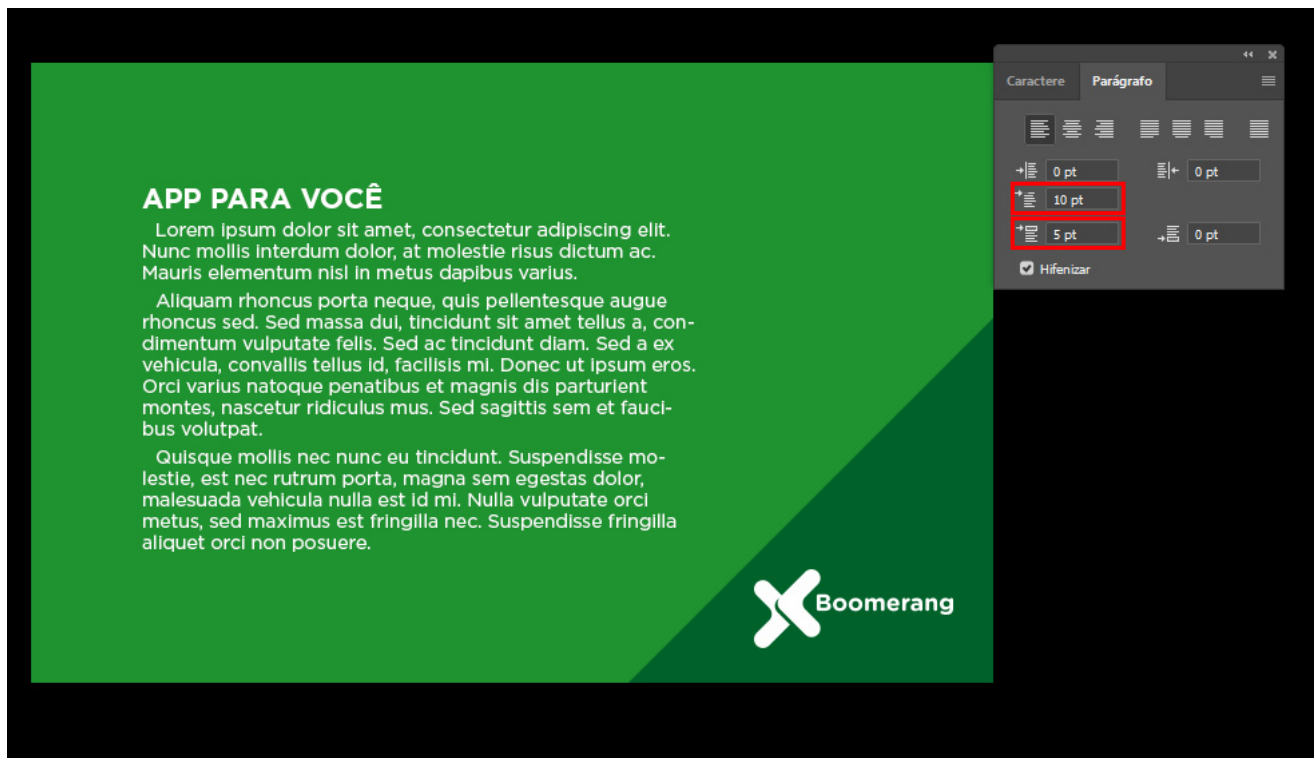 Caractere Parágrafo
0 pt 0 pt
10 pt
5 pt 0 pt
Hifenizar
APP PARA VOCÊ
Lorem ipsum dolor sit amet, consectetur adipiscing elit.
Nunc mollis interdum dolor, at molestie risus dictum ac.
Mauris elementum nisl in metus dapibus varius.
Aliquam rhoncus porta neque, quis pellentesque augue
rhoncus sed. Sed massa dui, tincidunt sit amet tellus a, con-
dimentum vulputate felis. Sed ac tincidunt diam. Sed a ex
vehicula, convallis tellus id, facilisis mi. Donec ut ipsum eros.
Orci varius natoque penatibus et magnis dis parturient
montes, nascetur ridiculus mus. Sed sagittis sem et fauci-
bus volutpat.
Quisque mollis nec nunc eu tincidunt. Suspendisse mo-
lestie, est nec rutrum porta, magna sem egestas dolor,
malesuada vehicula nulla est id mi. Nulla vulputate orci
metus, sed maximus est fringilla nec. Suspendisse fringilla
aliquet orci non posuere.
Boomerang